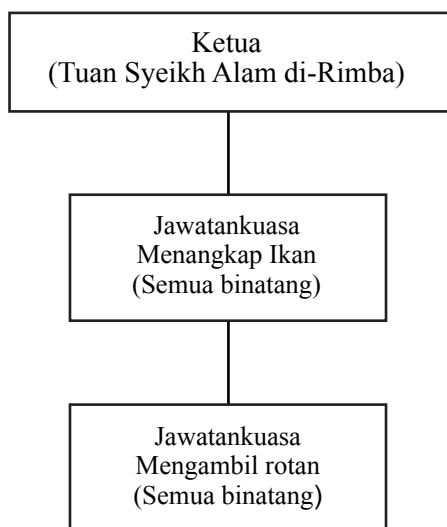 Ketua
(Tuan Syeikh Alam di-Rimba)
Jawatankuasa
Menangkap Ikan
(Semua binatang)
Jawatankuasa
Mengambil rotan
(Semua binatang)